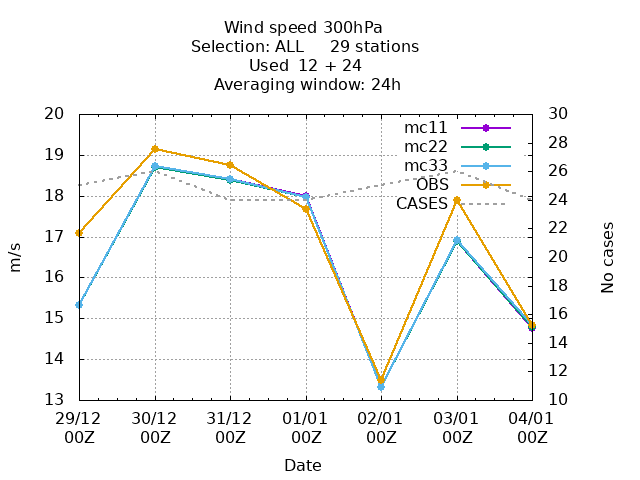 Wind speed 300hPa
Selection: ALL     29 stations
Used  12 + 24
Averaging window: 24h
m/s
20
19
18
17
16
15
14
13
30
28
26
24
22
20
18
16
14
12
10
No cases
mc11
mc22
mc33
OBS
CASES
29/12 30/12 31/12 01/01 02/01 03/01 04/01
00Z 00Z 00Z 00Z 00Z 00Z 00Z
Date